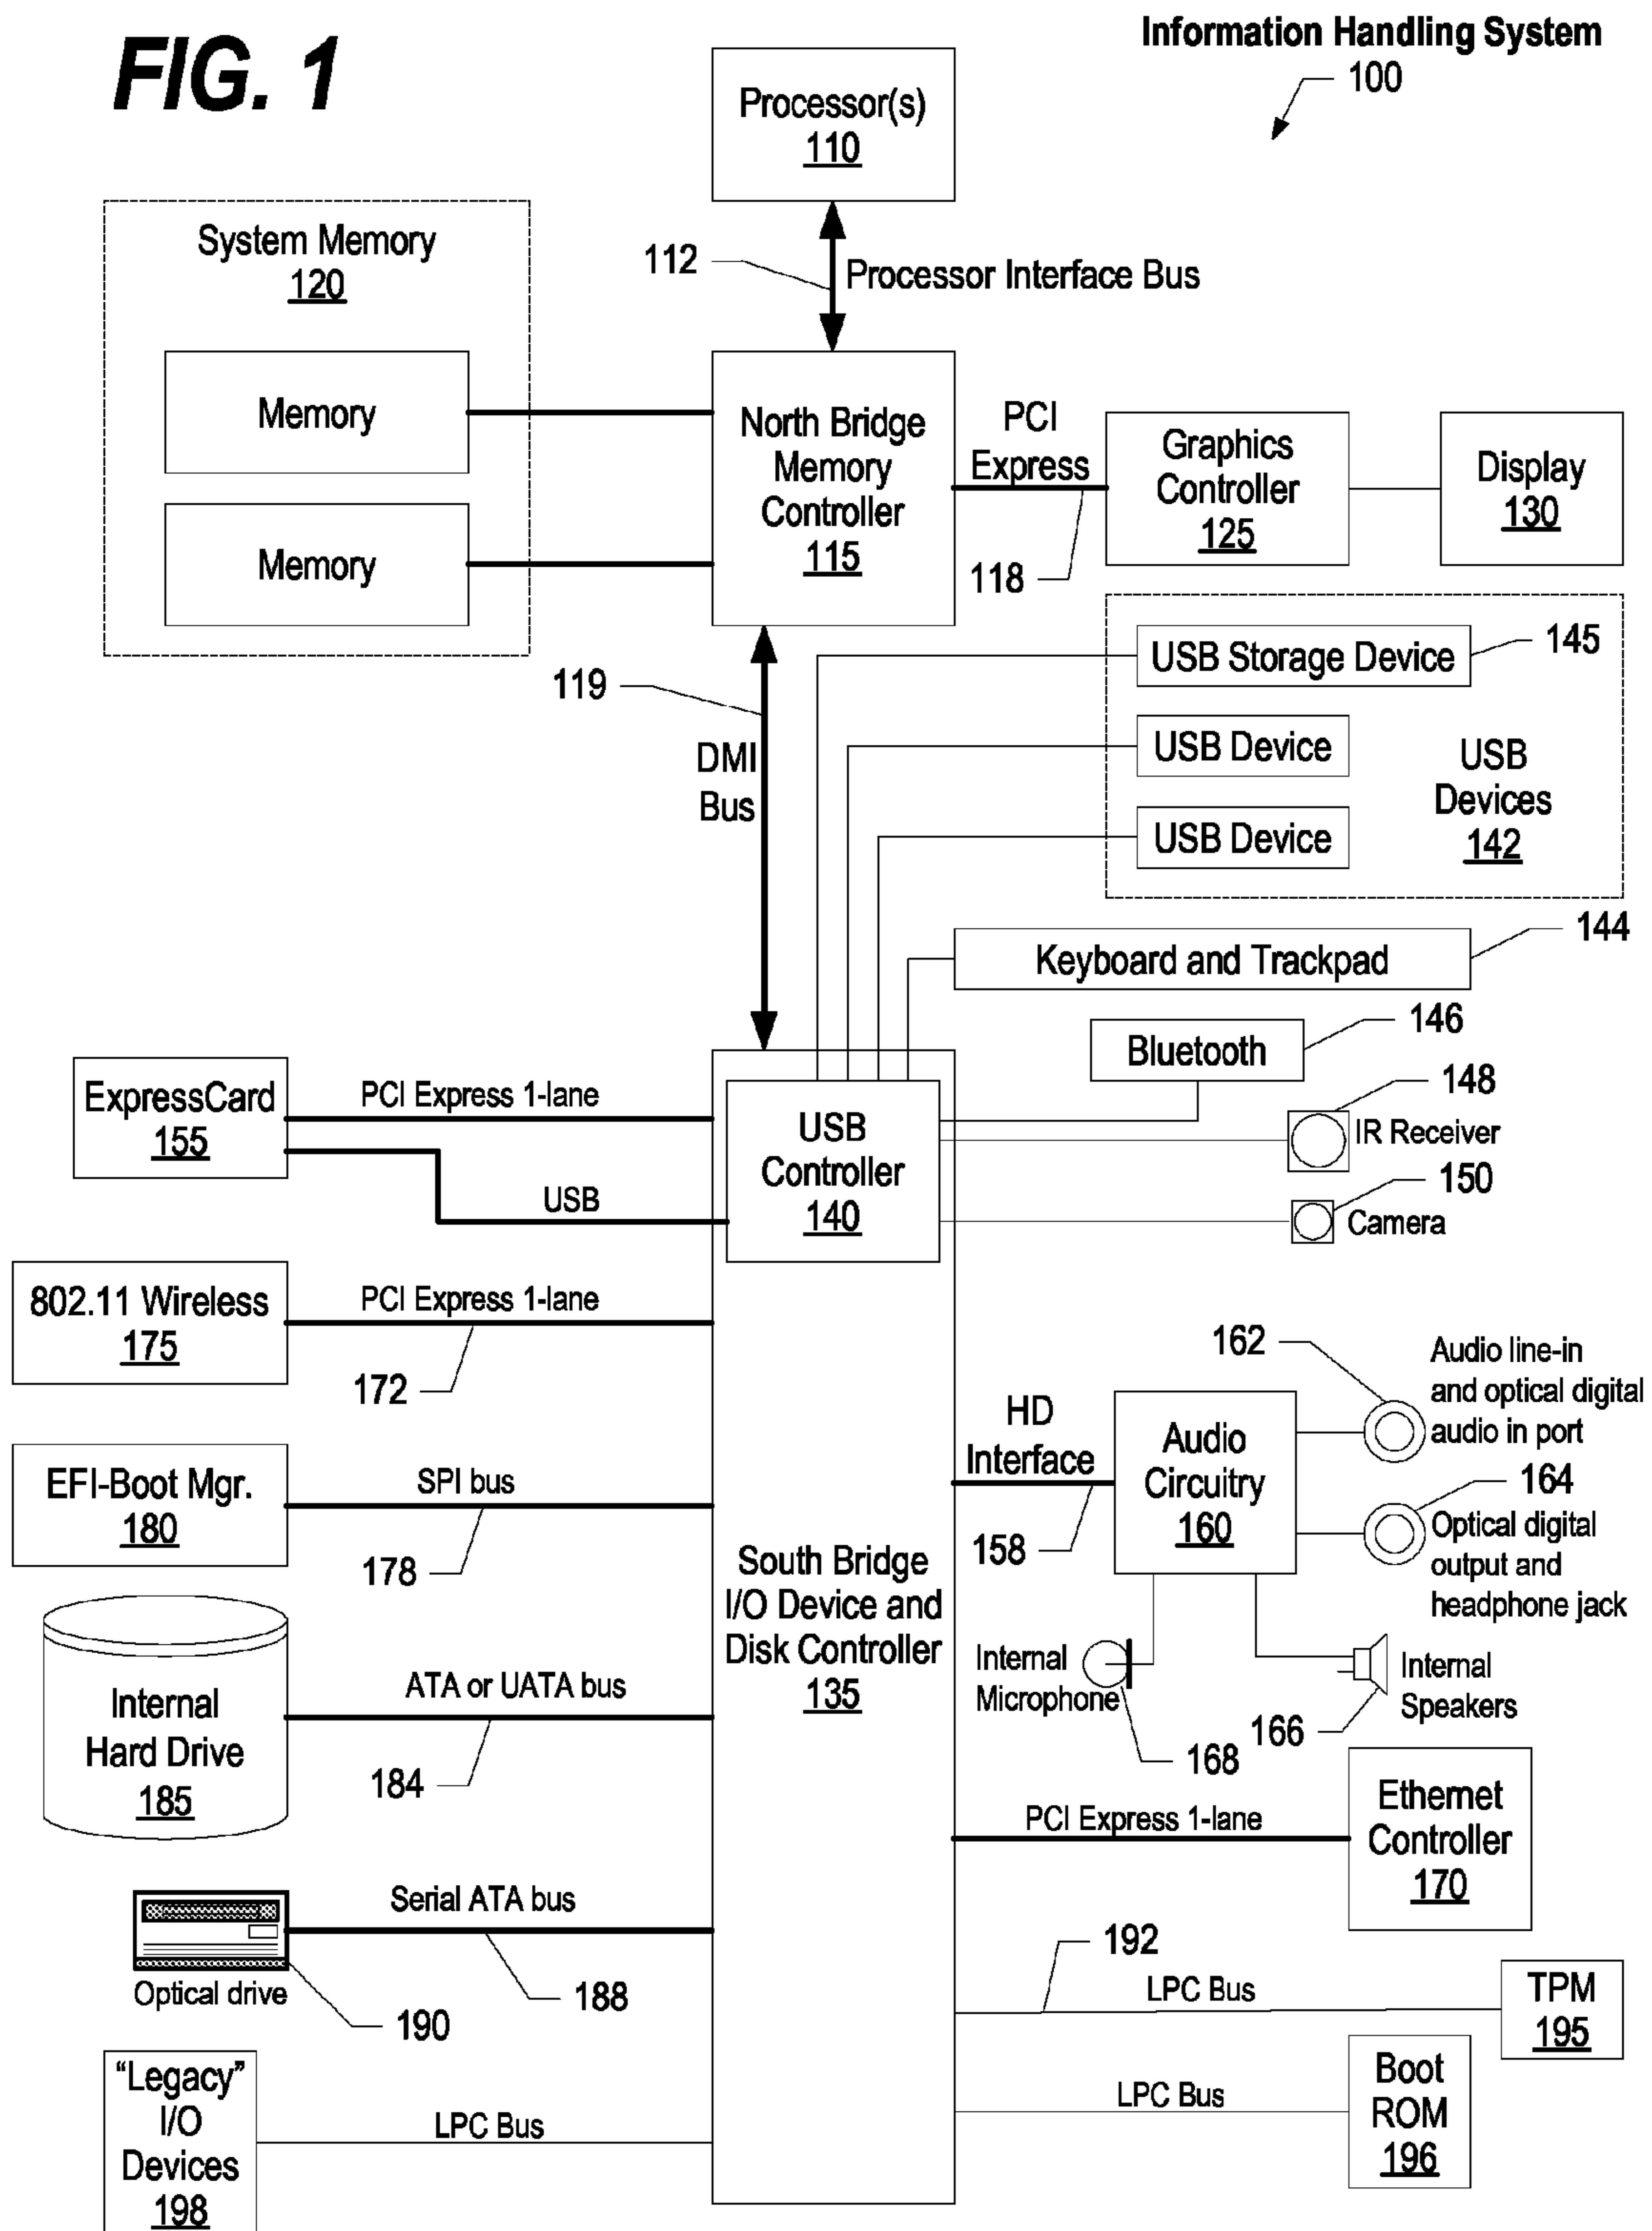 FIG. 1
Information Handling System
100
Processor(s)
110
112
Processor Interface Bus
System Memory
120
Memory
Memory
North Bridge
Memory
Controller
115
PCI
Express
118
Graphics
Controller
125
Display
130
119
DMI
Bus
USB Storage Device
145
USB Device
USB Device
USB
Devices
142
Keyboard and Trackpad
144
Bluetooth
146
148
IR Receiver
150
Camera
ExpressCard
155
PCI Express 1-lane
USB
USB
Controller
140
802.11 Wireless
175
PCI Express 1-lane
172
EFI-Boot Mgr.
180
SPI bus
178
South Bridge
I/O Device and
Disk Controller
135
HD
Interface
158
Audio
Circuitry
160
162
Audio line-in
and optical digital
audio in port
164
Optical digital
output and
headphone jack
Internal
Microphone
168
Internal
Speakers
166
Internal
Hard Drive
185
ATA or UATA bus
184
PCI Express 1-lane
Ethernet
Controller
170
Serial ATA bus
188
Optical drive
190
192
LPC Bus
TPM
195
LPC Bus
Boot
ROM
196
“Legacy”
I/O
Devices
198
LPC Bus